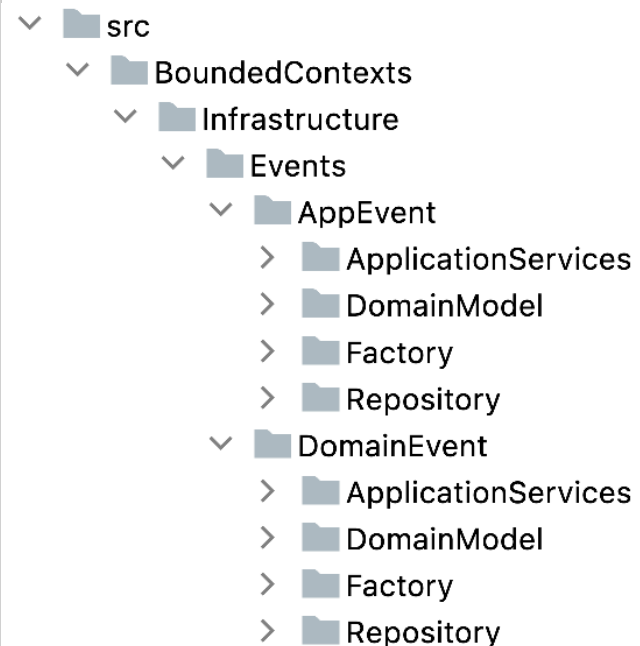 src
BoundedContexts
Infrastructure
Events
AppEvent
ApplicationServices
DomainModel
Factory
Repository
DomainEvent
ApplicationServices
DomainModel
Factory
Repository